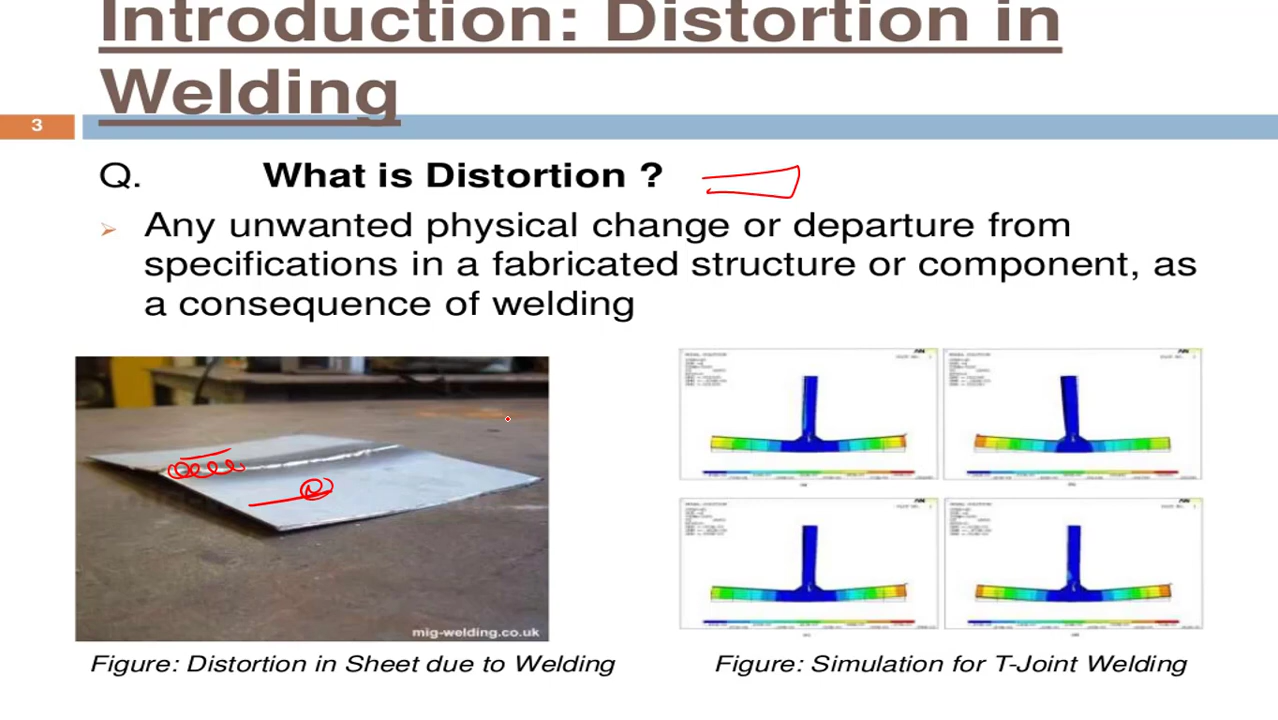 Introduction: Distortion in
Welding
3
Q. What is Distortion ?
Any unwanted physical change or departure from
specifications in a fabricated structure or component, as
a consequence of welding
mig-welding.co.uk
Figure: Distortion in Sheet due to Welding
Figure: Simulation for T-Joint Welding